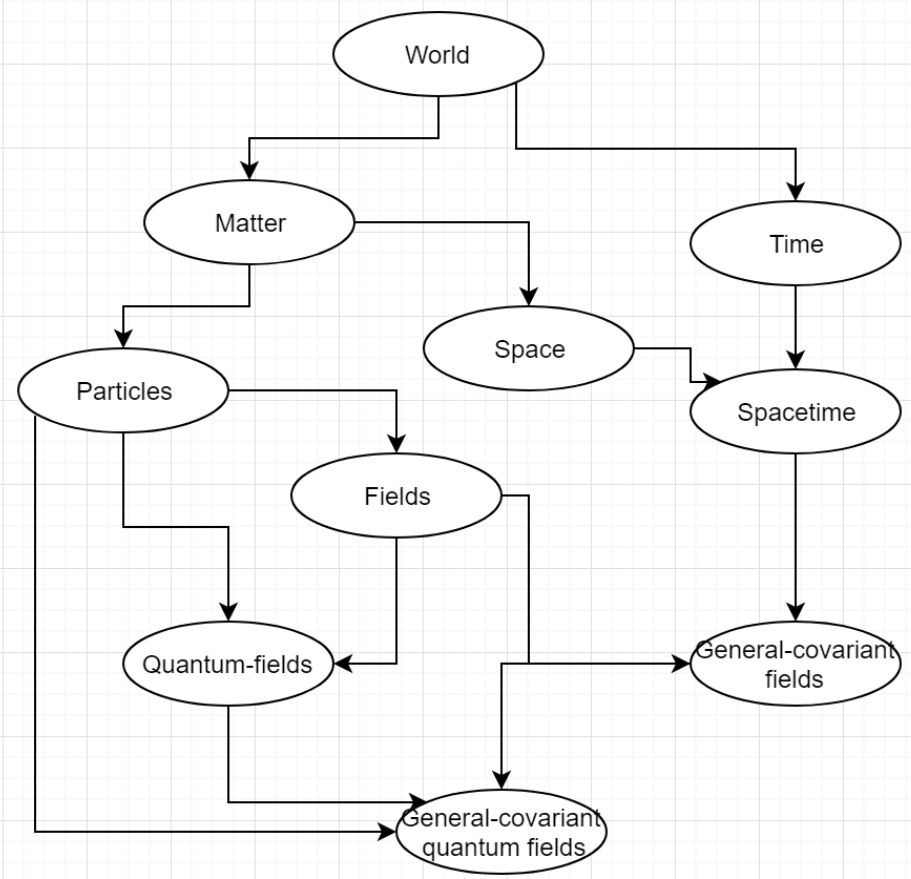 World
Matter
Time
Space
Particles
Spacetime
Fields
Quantum-fields
General-covariant
fields
General-covariant
quantum fields